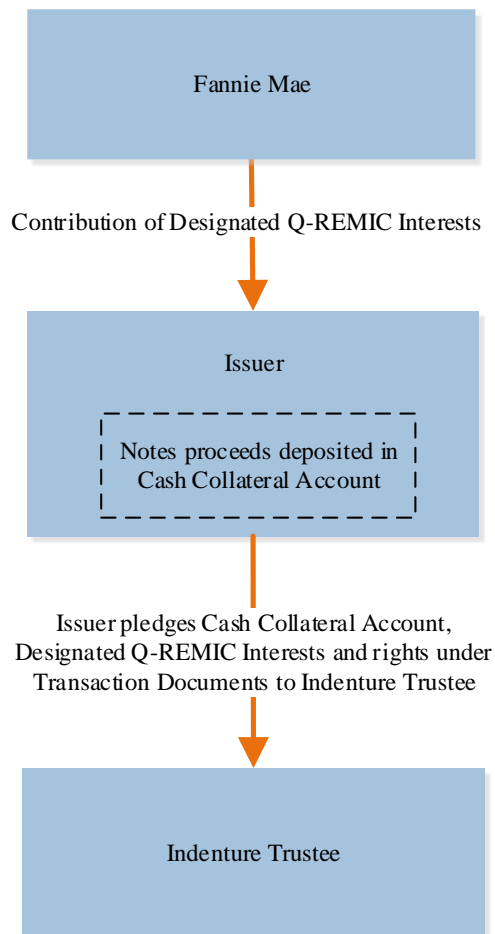 Fannie Mae
Contribution of Designated Q-REMIC Interests
Issuer
Notes proceeds deposited in
Cash Collateral Account
Issuer pledges Cash Collateral Account,
Designated Q-REMIC Interests and rights under
Transaction Documents to Indenture Trustee
Indenture Trustee